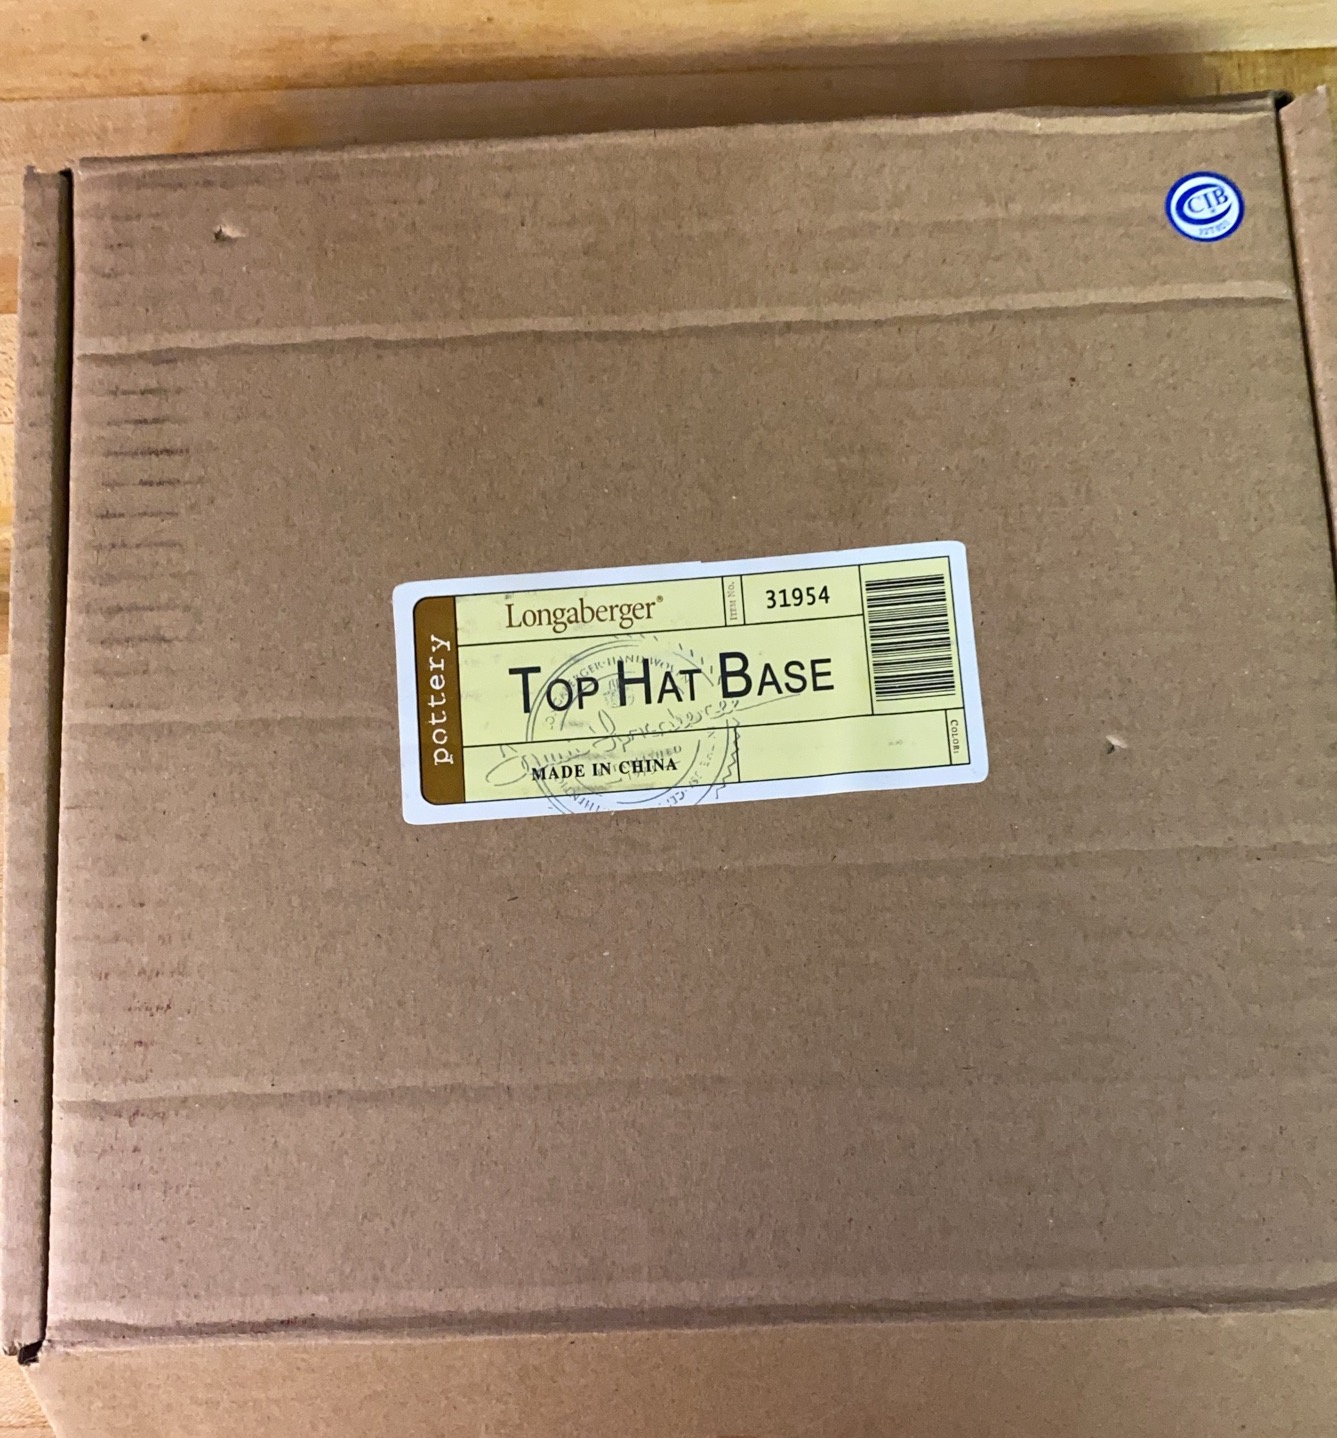 CIB
Longaberger®
ITEM NO.
31954
pottery
TOP HAT BASE
MADE IN CHINA
COLOR: